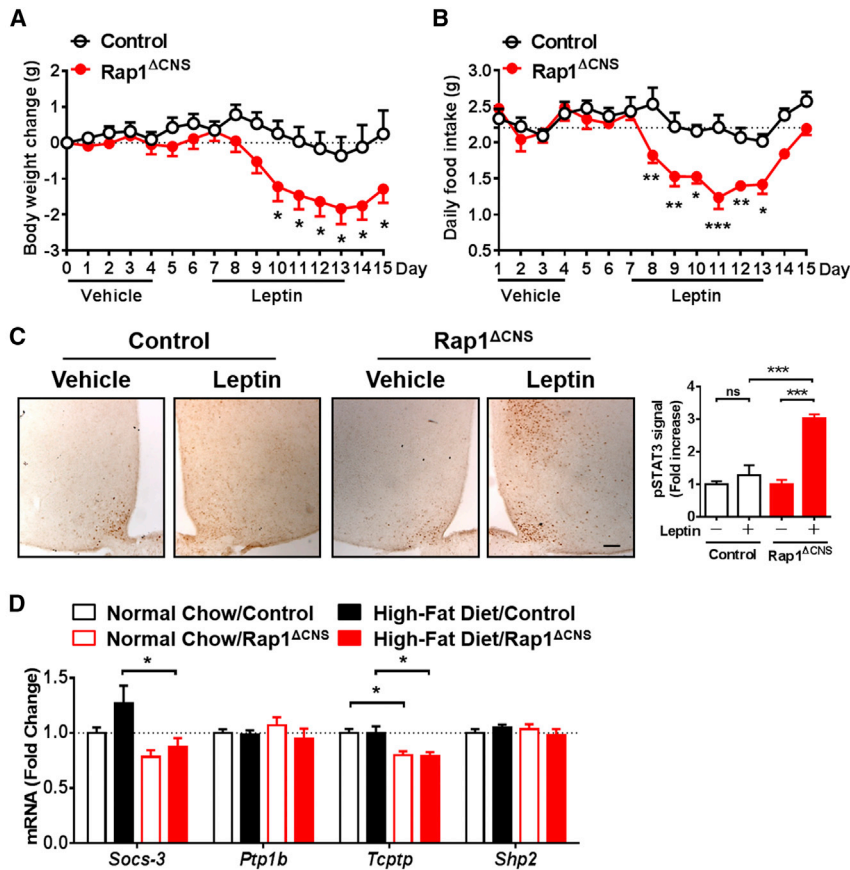 A
Control
Rap1ΔCNS
Body weight change (g)
2
1
0
-1
-2
-3
* * * * * *
0 1 2 3 4 5 6 7 8 9 10 11 12 13 14 15 Day
Vehicle Leptin
B
Control
Rap1ΔCNS
Daily food intake (g)
3.0
2.5
2.0
1.5
1.0
0.5
** ** * *** ** *
1 2 3 4 5 6 7 8 9 10 11 12 13 14 15 Day
Vehicle Leptin
C
Control Rap1ΔCNS
Vehicle Leptin Vehicle Leptin
pSTAT3 signal
(Fold increase)
4
3
2
1
0
***
ns ***
Leptin − + − +
Control Rap1ΔCNS
D
Normal Chow/Control High-Fat Diet/Control
Normal Chow/Rap1ΔCNS High-Fat Diet/Rap1ΔCNS
mRNA (Fold Change)
1.5
1.0
0.5
0.0
* * *
Socs-3 Ptp1b Tcptp Shp2